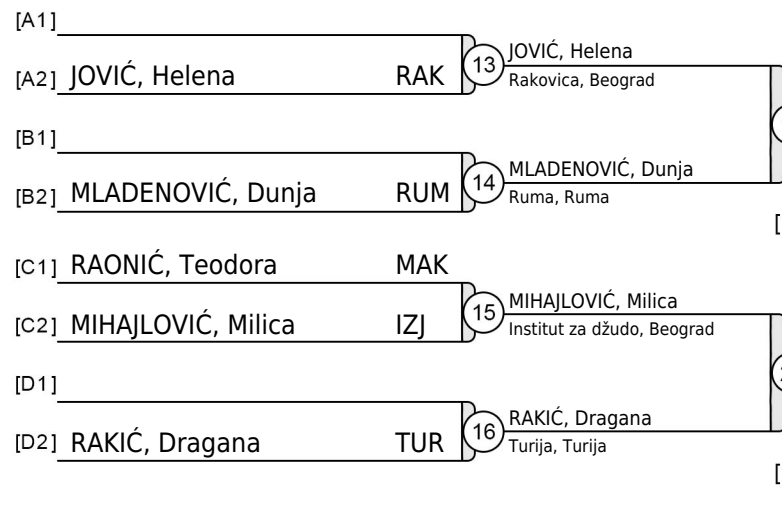 [A1]
[A2] JOVIĆ, Helena RAK
13
JOVIĆ, Helena
Rakovica, Beograd
[B1]
[B2] MLADENOVIĆ, Dunja RUM
14
MLADENOVIĆ, Dunja
Ruma, Ruma
[C1] RAONIĆ, Teodora MAK
[C2] MIHAJLOVIĆ, Milica IZJ
15
MIHAJLOVIĆ, Milica
Institut za džudo, Beograd
[D1]
[D2] RAKIĆ, Dragana TUR
16
RAKIĆ, Dragana
Turija, Turija